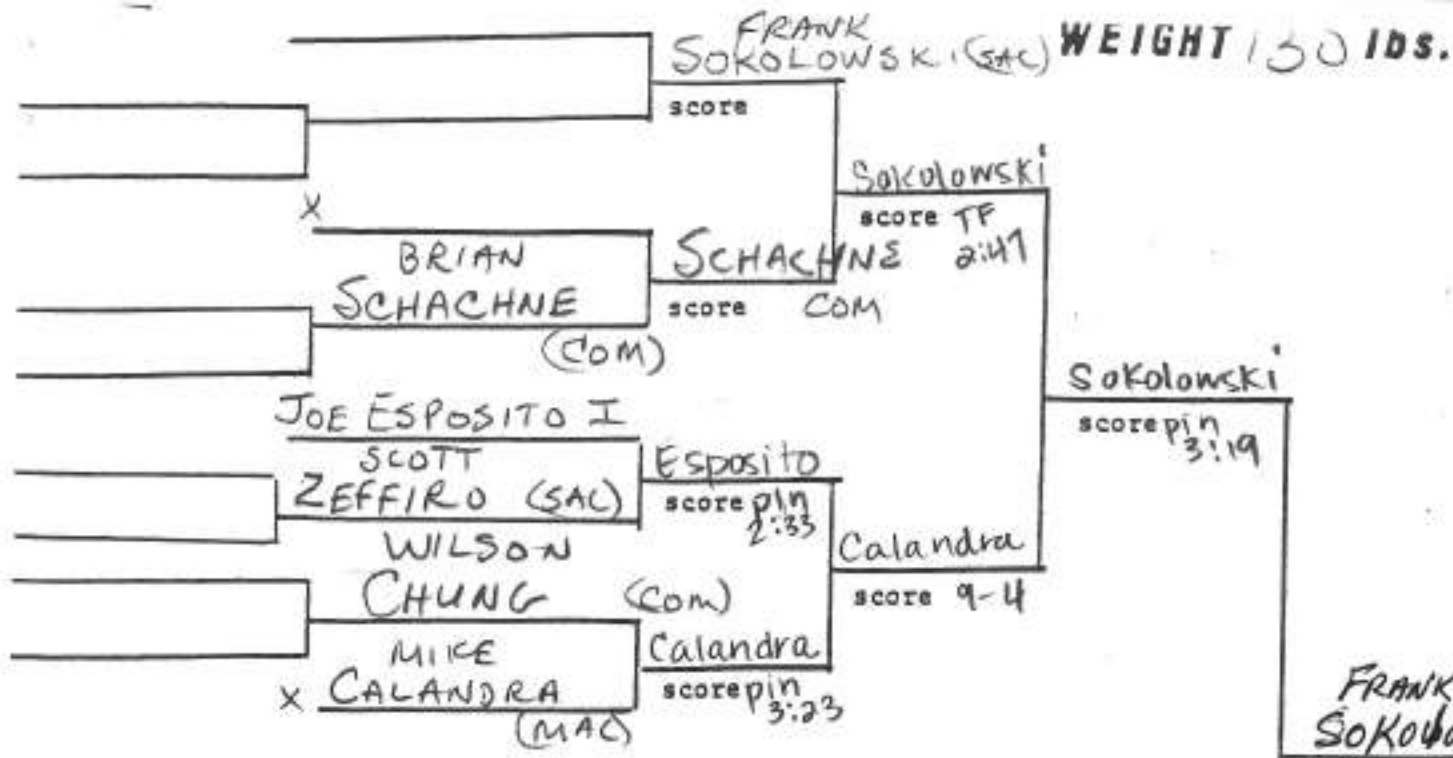 FRANK
SOKOLOWSKI (SAC) WEIGHT 130 lbs.
score
Sokolowski
score TF
2:47
X
BRIAN
SCHACHNE
(COM)
SCHACHNE
score COM
Sokolowski
score pin
3:19
JOE ESPOSITO I
SCOTT
ZEFFIRO (SAC)
Esposito
score pin
2:33
WILSON
CHUNG (COM)
Calandra
score 9-4
MIKE
X CALANDRA
(MAC)
Calandra
score pin
3:23
FRANK